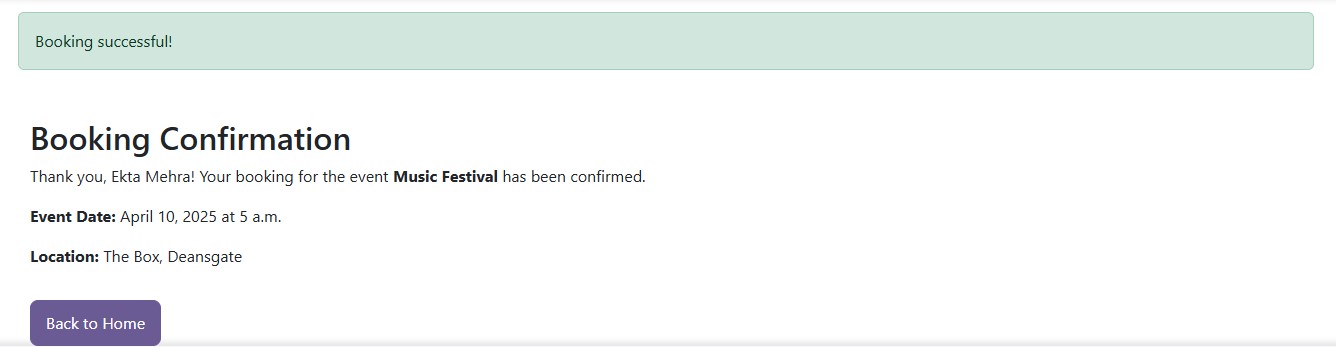 Booking successful!
Booking Confirmation
Thank you, Ekta Mehra! Your booking for the event Music Festival has been confirmed.
Event Date: April 10, 2025 at 5 a.m.
Location: The Box, Deansgate
Back to Home